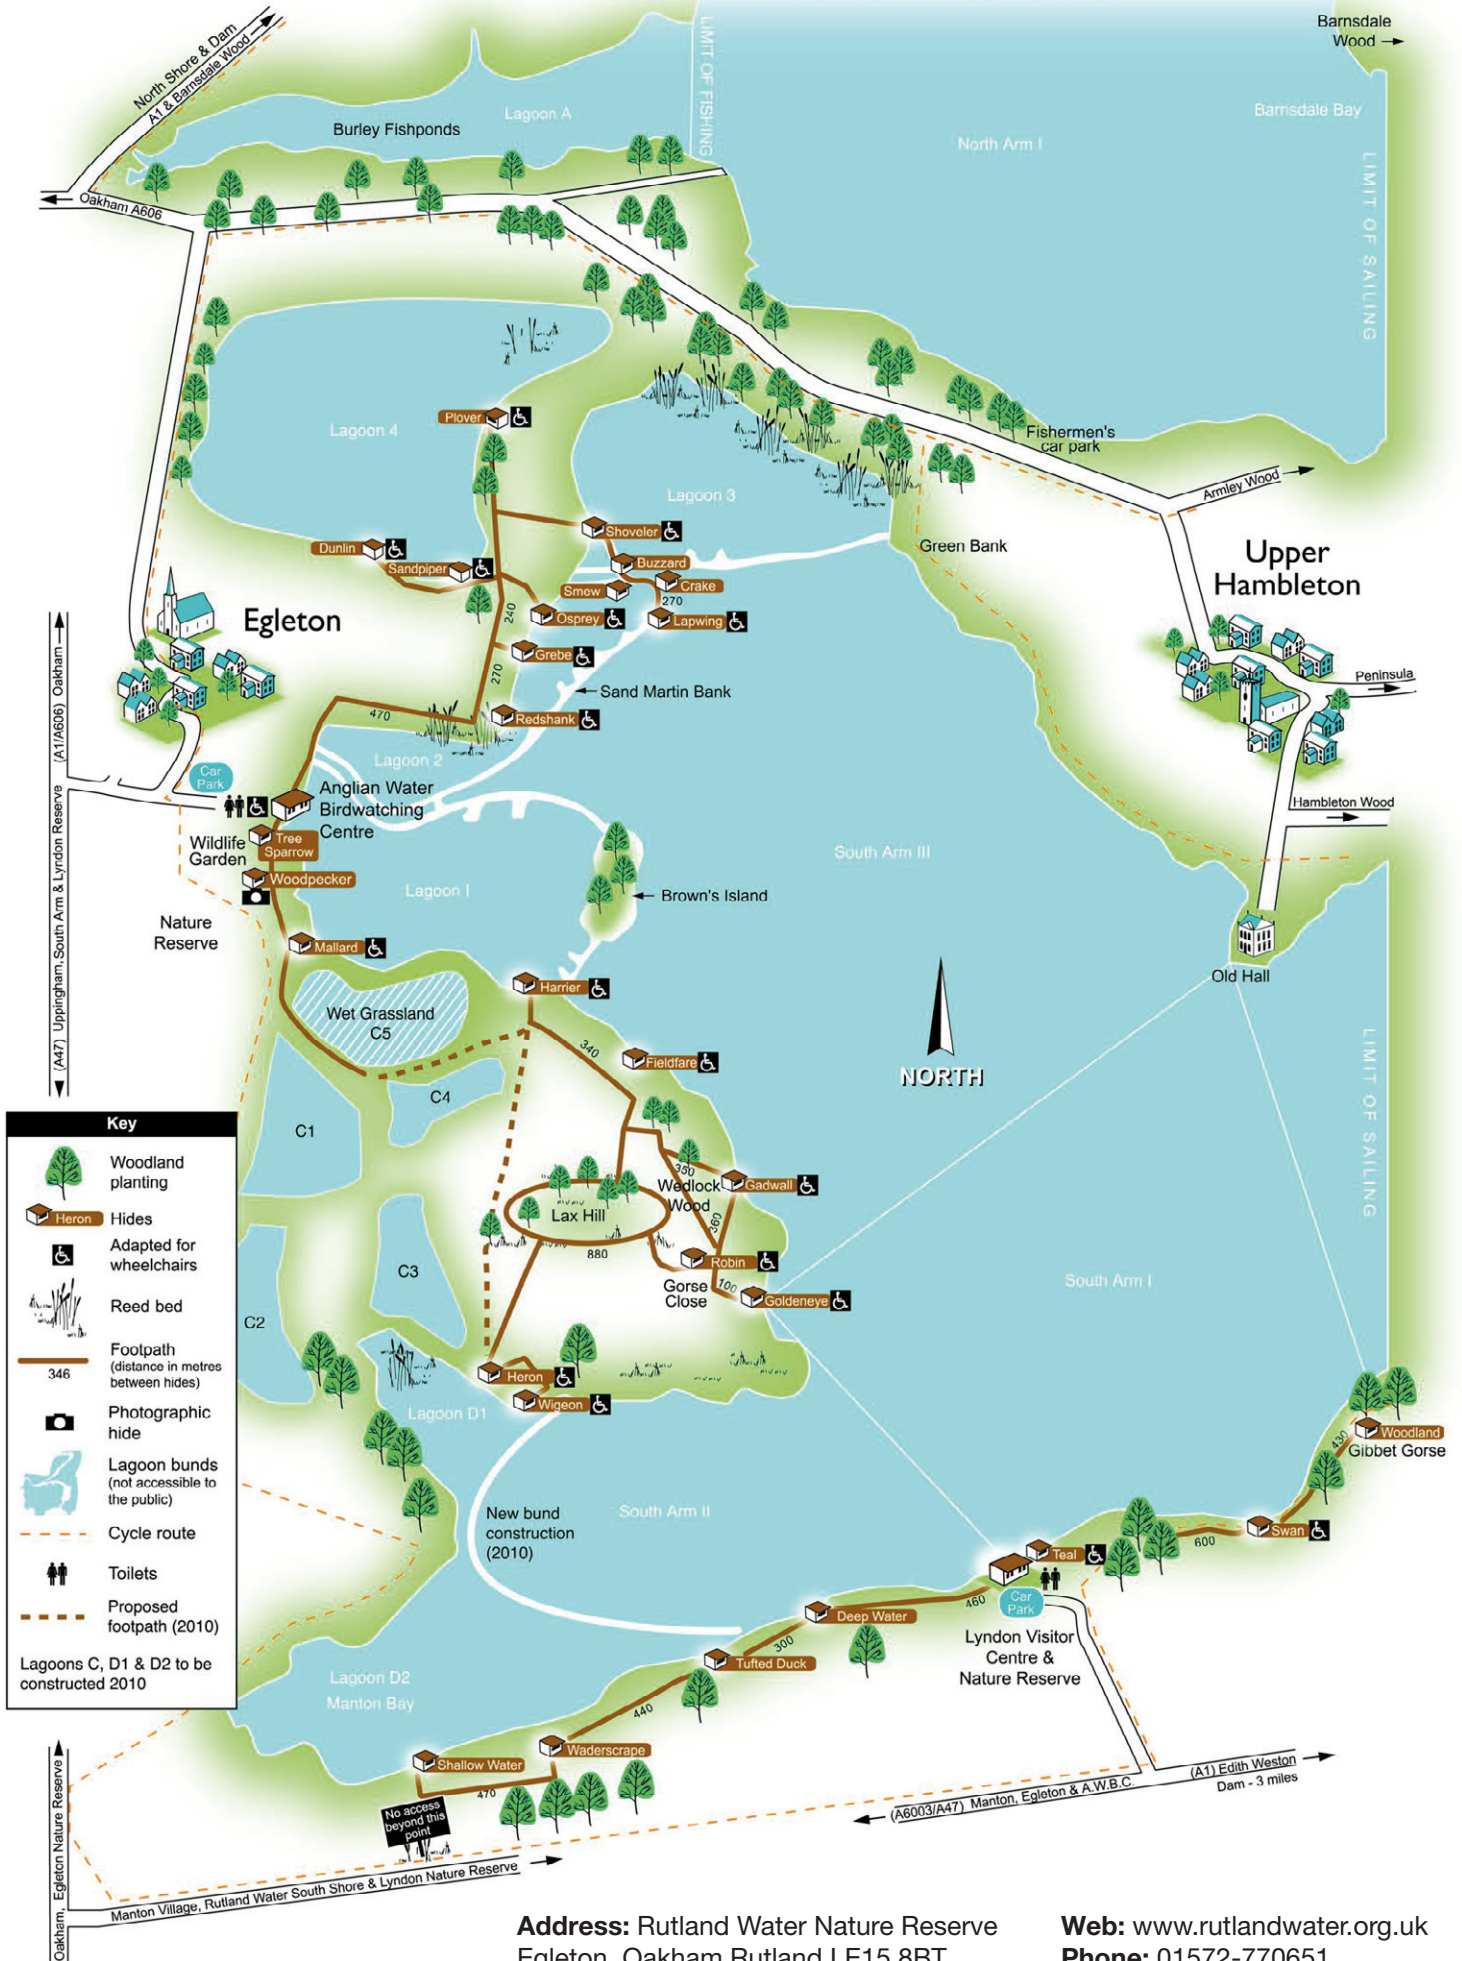 North Shore & Dam
A1 & Barnsdale Wood
LIMIT OF FISHING
Barnsdale
Wood
Lagoon A
Burley Fishponds
North Arm I
Barnsdale Bay
LIMIT OF SAILING
Oakham A606
Plover
Lagoon 4
Lagoon 3
Fishermen's
car park
Armley Wood
Green Bank
Upper
Hambleton
Shoveler
Buzzard
Crake
Smew
270
Lapwing
Dunlin
Sandpiper
240
Osprey
Grebe
270
Sand Martin Bank
Redshank
470
Egleton
Peninsula
Hambleton Wood
(A1/A606) Oakham
(A47) Uppingham, South Arm & Lyndon Reserve
Car
Park
Lagoon 2
Anglian Water
Birdwatching
Centre
Wildlife
Garden
Tree
Sparrow
Woodpecker
Lagoon I
Brown's Island
South Arm III
Nature
Reserve
Mallard
Old Hall
Harrier
Wet Grassland
C5
340
Fieldfare
NORTH
LIMIT OF SAILING
C4
C1
Key
Woodland
planting
Heron
Hides
Adapted for
wheelchairs
Reed bed
Footpath
(distance in metres
between hides)
346
Photographic
hide
Lagoon bunds
(not accessible to
the public)
Cycle route
Toilets
Proposed
footpath (2010)
Lagoons C, D1 & D2 to be
constructed 2010
350
Wedlock
Wood
Gadwall
360
Lax Hill
880
Robin
Gorse
Close
100
Goldeneye
C3
C2
South Arm I
Heron
Wigeon
Lagoon D1
New bund
construction
(2010)
South Arm II
Woodland
430
Gibbet Gorse
Swan
600
Teal
Car
Park
Lyndon Visitor
Centre &
Nature Reserve
460
Deep Water
300
Tufted Duck
Lagoon D2
Manton Bay
440
Waderscrape
Shallow Water
470
No access
beyond this
point
(A1) Edith Weston
Dam - 3 miles
(A6003/A47) Manton, Egleton & A.W.B.C.
Oakham, Egleton Nature Reserve
Manton Village, Rutland Water South Shore & Lyndon Nature Reserve
Address: Rutland Water Nature Reserve
Egleton, Oakham Rutland LE15 8BT
Web: www.rutlandwater.org.uk
Phone: 01572-770651